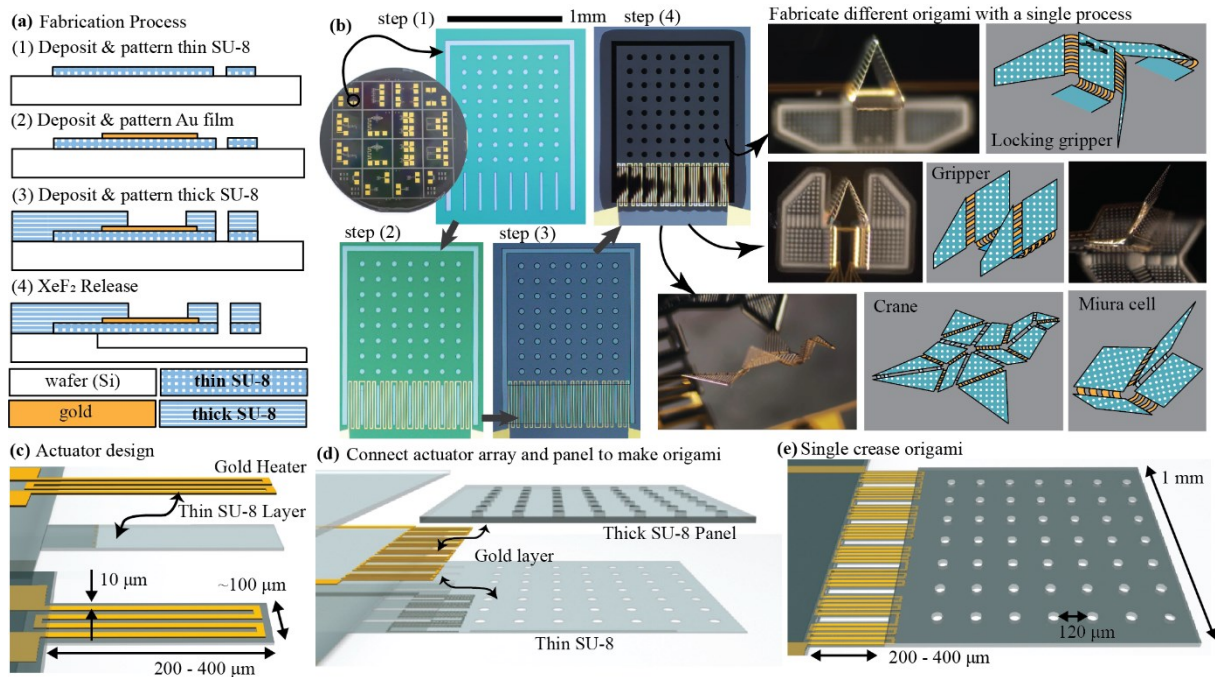 (a) Fabrication Process
(1) Deposit & pattern thin SU-8
(2) Deposit & pattern Au film
(3) Deposit & pattern thick SU-8
(4) XeF₂ Release
wafer (Si)
thin SU-8
gold
thick SU-8
(b)
step (1)
1mm
step (4)
step (2)
step (3)
Fabricate different origami with a single process
Locking gripper
Gripper
Crane
Miura cell
(c) Actuator design
Gold Heater
Thin SU-8 Layer
10 μm
~100 μm
200 - 400 μm
(d) Connect actuator array and panel to make origami
Thick SU-8 Panel
Gold layer
Thin SU-8
(e) Single crease origami
1 mm
120 μm
200 - 400 μm